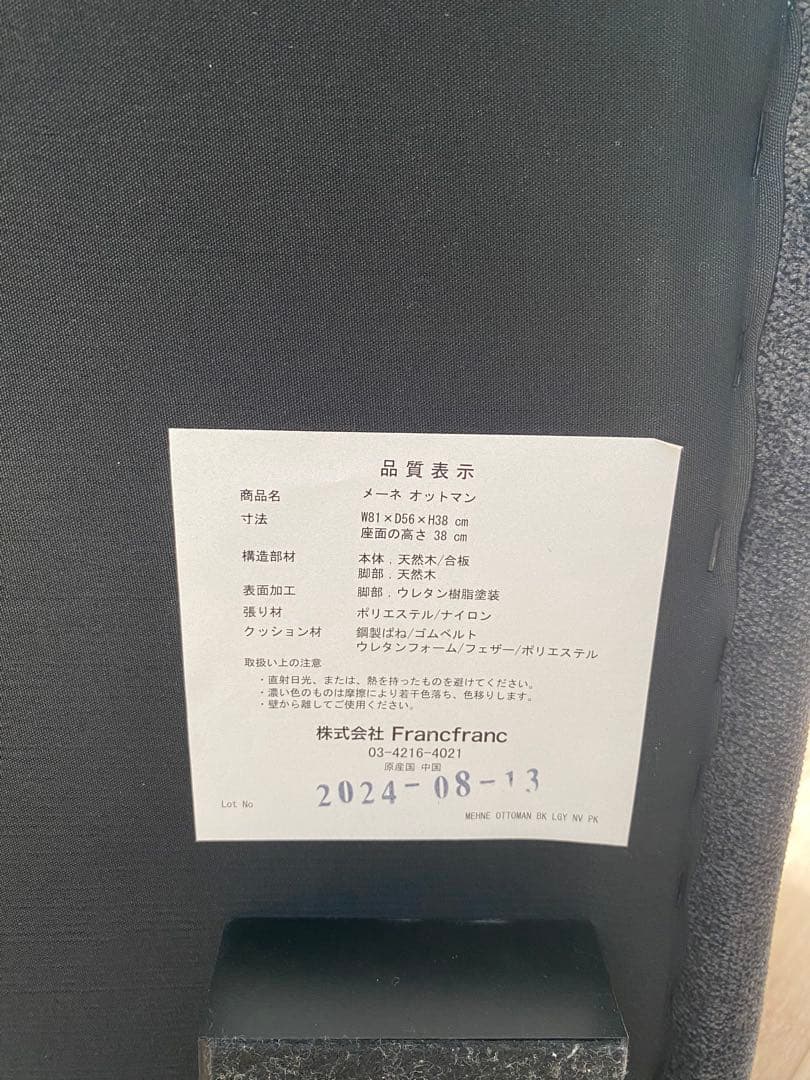 品質表示
商品名 メーネ オットマン
寸法 W81×D56×H38 cm
座面の高さ 38 cm
構造部材 本体．天然木/合板
脚部．天然木
表面加工 脚部．ウレタン樹脂塗装
張り材 ポリエステル/ナイロン
クッション材 鋼製ばね/ゴムベルト
ウレタンフォーム/フェザー/ポリエステル
取扱い上の注意
・直射日光、または、熱を持ったものを避けてください。
・濃い色のものは摩擦により若干色落ち、色移りします。
・壁から離してご使用ください。
株式会社 Francfranc
03-4216-4021
原産国 中国
Lot No 2024-08-13
MEHNE OTTOMAN BK LGY NV PK